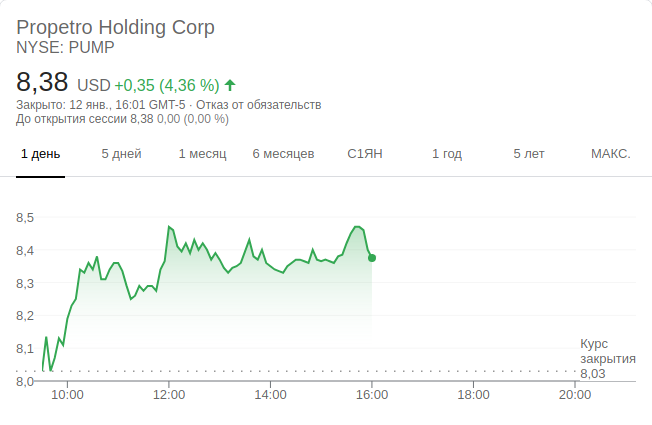 Propetro Holding Corp
NYSE: PUMP
8,38 USD +0,35 (4,36 %)
Закрыто: 12 янв., 16:01 GMT-5 · Отказ от обязательств
До открытия сессии 8,38 0,00 (0,00 %)
1 день 5 дней 1 месяц 6 месяцев С1ЯН 1 год 5 лет МАКС.
8,5
8,4
8,3
8,2
8,1
8,0
Курс
закрытия
8,03
10:00 12:00 14:00 16:00 18:00 20:00